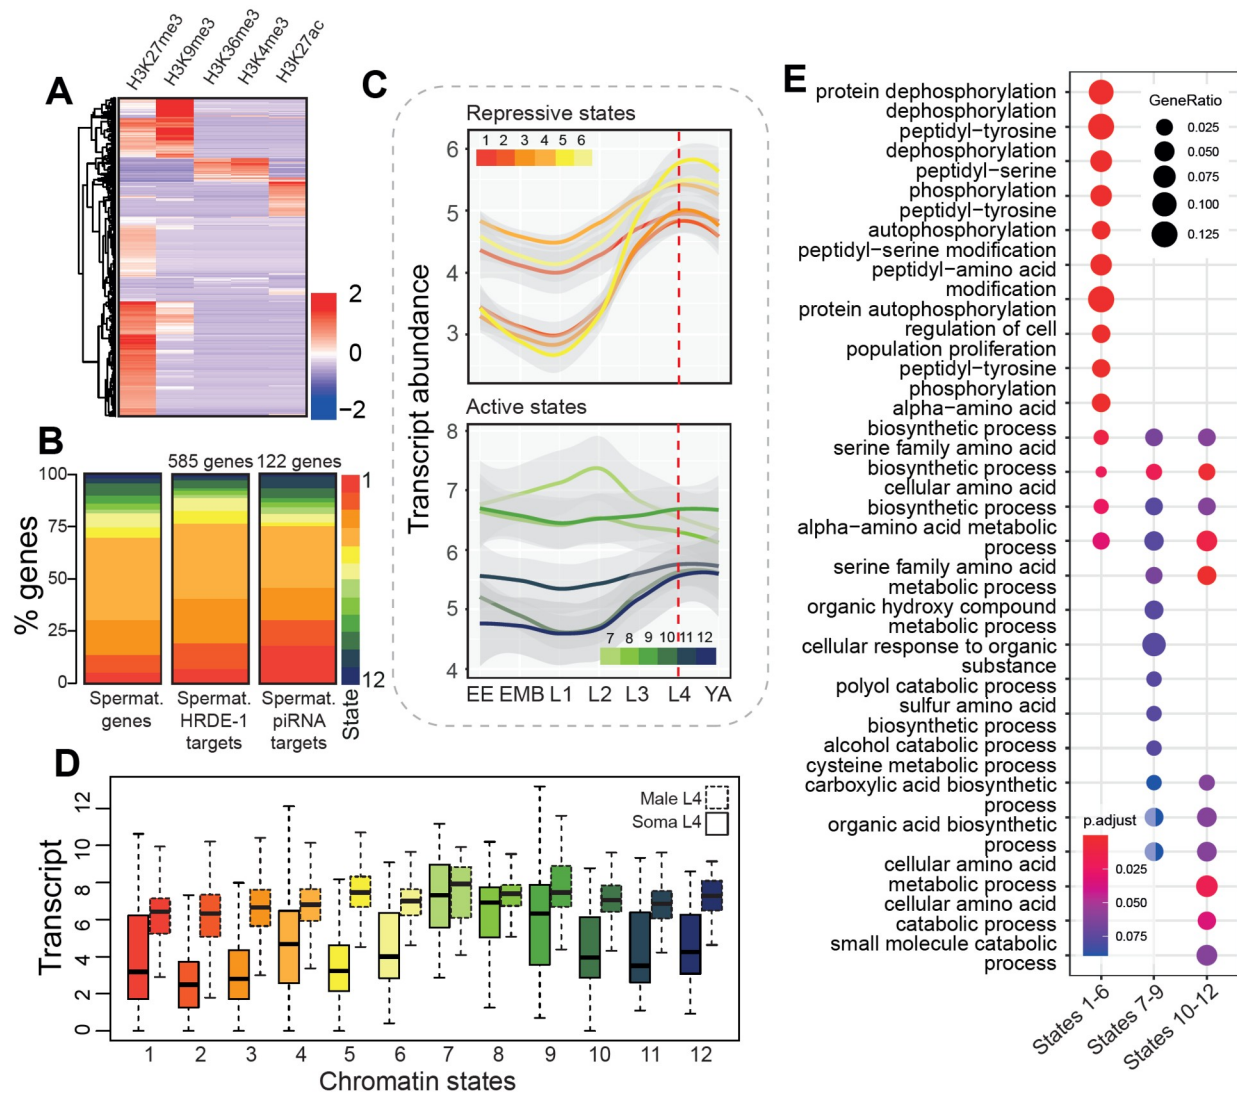 A
H3K27me3
H3K9me3
H3K36me3
H3K4me3
H3K27ac
2
0
−2
B
585 genes
122 genes
% genes
100
75
50
25
0
Spermat.
genes
Spermat.
HRDE-1
targets
Spermat.
piRNA
targets
1
12
State
C
Transcript abundance
Repressive states
1 2 3 4 5 6
6
5
4
3
Active states
8
7
6
5
4
7 8 9 10 11 12
EE EMB L1 L2 L3 L4 YA
D
Transcript
12
10
8
6
4
2
0
Male L4
Soma L4
1 2 3 4 5 6 7 8 9 10 11 12
Chromatin states
E
protein dephosphorylation
dephosphorylation
peptidyl−tyrosine
dephosphorylation
peptidyl−serine
phosphorylation
peptidyl−tyrosine
autophosphorylation
peptidyl−serine modification
peptidyl−amino acid
modification
protein autophosphorylation
regulation of cell
population proliferation
peptidyl−tyrosine
phosphorylation
alpha−amino acid
biosynthetic process
serine family amino acid
biosynthetic process
cellular amino acid
biosynthetic process
alpha−amino acid metabolic
process
serine family amino acid
metabolic process
organic hydroxy compound
metabolic process
cellular response to organic
substance
polyol catabolic process
sulfur amino acid
biosynthetic process
alcohol catabolic process
cysteine metabolic process
carboxylic acid biosynthetic
process
organic acid biosynthetic
process
cellular amino acid
metabolic process
cellular amino acid
catabolic process
small molecule catabolic
process
GeneRatio
0.025
0.050
0.075
0.100
0.125
p.adjust
0.025
0.050
0.075
States 1-6
States 7-9
States 10-12